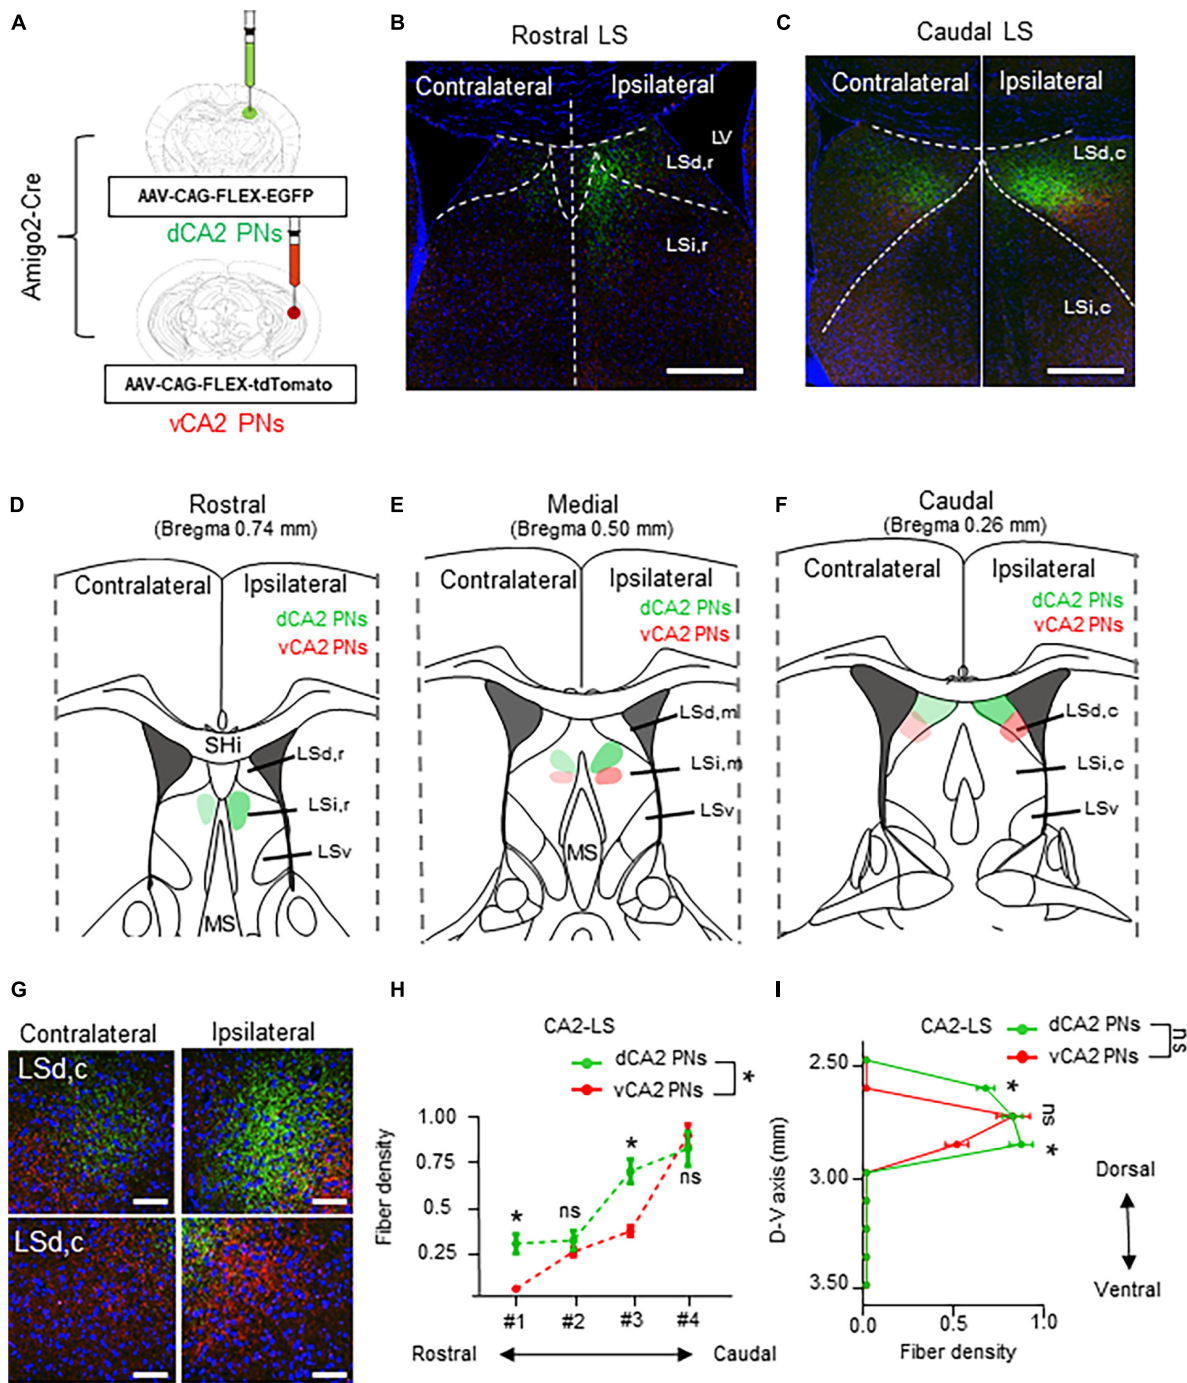 A
Amigo2-Cre
AAV-CAG-FLEX-EGFP
dCA2 PNs
AAV-CAG-FLEX-tdTomato
vCA2 PNs
B
Rostral LS
Contralateral
Ipsilateral
LV
LSd,r
LSi,r
C
Caudal LS
Contralateral
Ipsilateral
LSd,c
LSi,c
D
Rostral
(Bregma 0.74 mm)
Contralateral
Ipsilateral
dCA2 PNs
vCA2 PNs
SHi
LSd,r
LSi,r
LSv
MS
E
Medial
(Bregma 0.50 mm)
Contralateral
Ipsilateral
dCA2 PNs
vCA2 PNs
LSd,m
LSi,m
LSv
MS
F
Caudal
(Bregma 0.26 mm)
Contralateral
Ipsilateral
dCA2 PNs
vCA2 PNs
LSd,c
LSi,c
LSv
G
Contralateral
Ipsilateral
LSd,c
LSd,c
H
CA2-LS
dCA2 PNs
vCA2 PNs
*
Fiber density
1.00
0.75
0.5
0.25
*
ns
*
ns
#1
#2
#3
#4
Rostral
Caudal
I
CA2-LS
dCA2 PNs
vCA2 PNs
ns
D-V axis (mm)
2.50
3.00
3.50
*
ns
*
Dorsal
Ventral
0.0
0.5
1.0
Fiber density